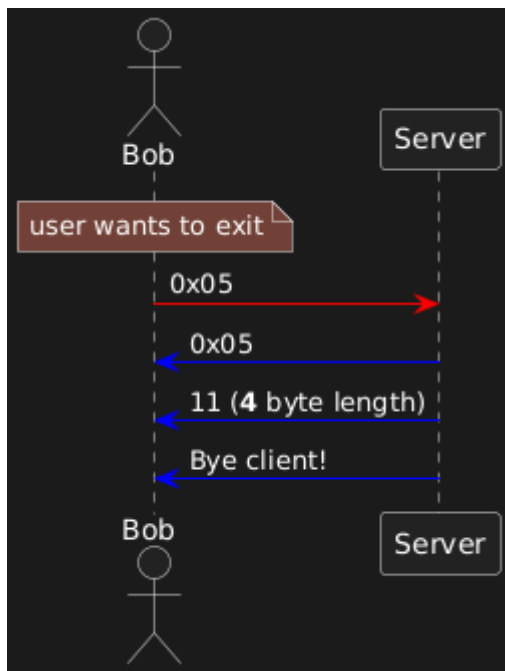 Bob
Server
user wants to exit
0x05
0x05
11 (4 byte length)
Bye client!
Bob
Server